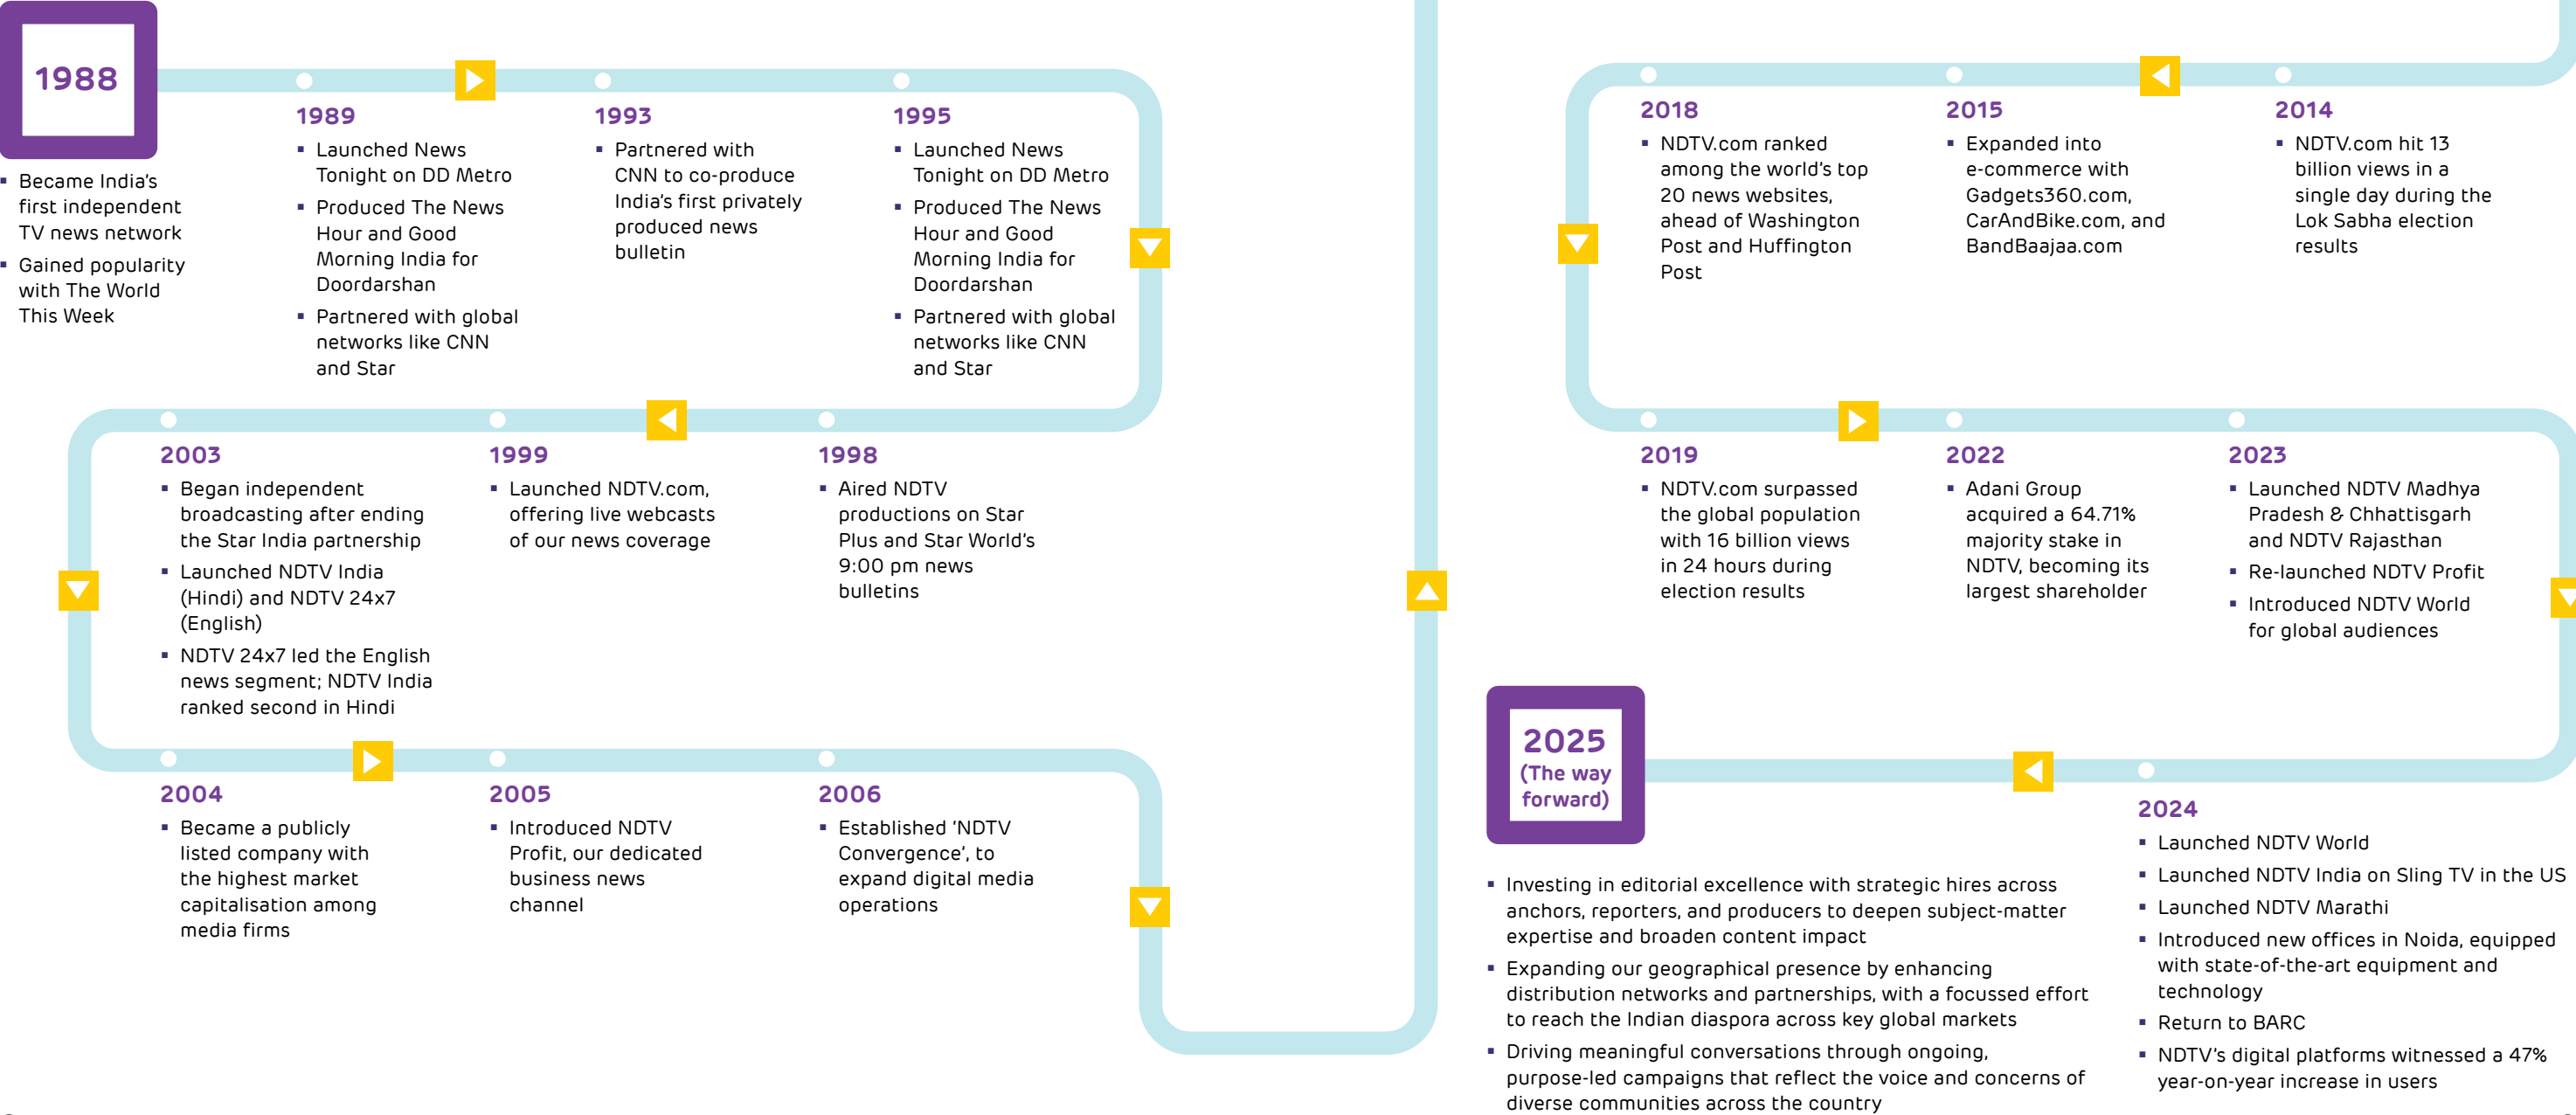 1988
Became India's
first independent
TV news network
Gained popularity
with The World
This Week
1989
Launched News
Tonight on DD Metro
Produced The News
Hour and Good
Morning India for
Doordarshan
Partnered with global
networks like CNN
and Star
1993
Partnered with
CNN to co-produce
India's first privately
produced news
bulletin
1995
Launched News
Tonight on DD Metro
Produced The News
Hour and Good
Morning India for
Doordarshan
Partnered with global
networks like CNN
and Star
1998
Aired NDTV
productions on Star
Plus and Star World's
9:00 pm news
bulletins
1999
Launched NDTV.com,
offering live webcasts
of our news coverage
2003
Began independent
broadcasting after ending
the Star India partnership
Launched NDTV India
(Hindi) and NDTV 24x7
(English)
NDTV 24x7 led the English
news segment; NDTV India
ranked second in Hindi
2004
Became a publicly
listed company with
the highest market
capitalisation among
media firms
2005
Introduced NDTV
Profit, our dedicated
business news
channel
2006
Established ‘NDTV
Convergence’, to
expand digital media
operations
2014
NDTV.com hit 13
billion views in a
single day during the
Lok Sabha election
results
2015
Expanded into
e-commerce with
Gadgets360.com,
CarAndBike.com, and
BandBaajaa.com
2018
NDTV.com ranked
among the world's top
20 news websites,
ahead of Washington
Post and Huffington
Post
2019
NDTV.com surpassed
the global population
with 16 billion views
in 24 hours during
election results
2022
Adani Group
acquired a 64.71%
majority stake in
NDTV, becoming its
largest shareholder
2023
Launched NDTV Madhya
Pradesh & Chhattisgarh
and NDTV Rajasthan
Re-launched NDTV Profit
Introduced NDTV World
for global audiences
2024
Launched NDTV World
Launched NDTV India on Sling TV in the US
Launched NDTV Marathi
Introduced new offices in Noida, equipped
with state-of-the-art equipment and
technology
Return to BARC
NDTV's digital platforms witnessed a 47%
year-on-year increase in users
2025
(The way
forward)
Investing in editorial excellence with strategic hires across
anchors, reporters, and producers to deepen subject-matter
expertise and broaden content impact
Expanding our geographical presence by enhancing
distribution networks and partnerships, with a focussed effort
to reach the Indian diaspora across key global markets
Driving meaningful conversations through ongoing,
purpose-led campaigns that reflect the voice and concerns of
diverse communities across the country